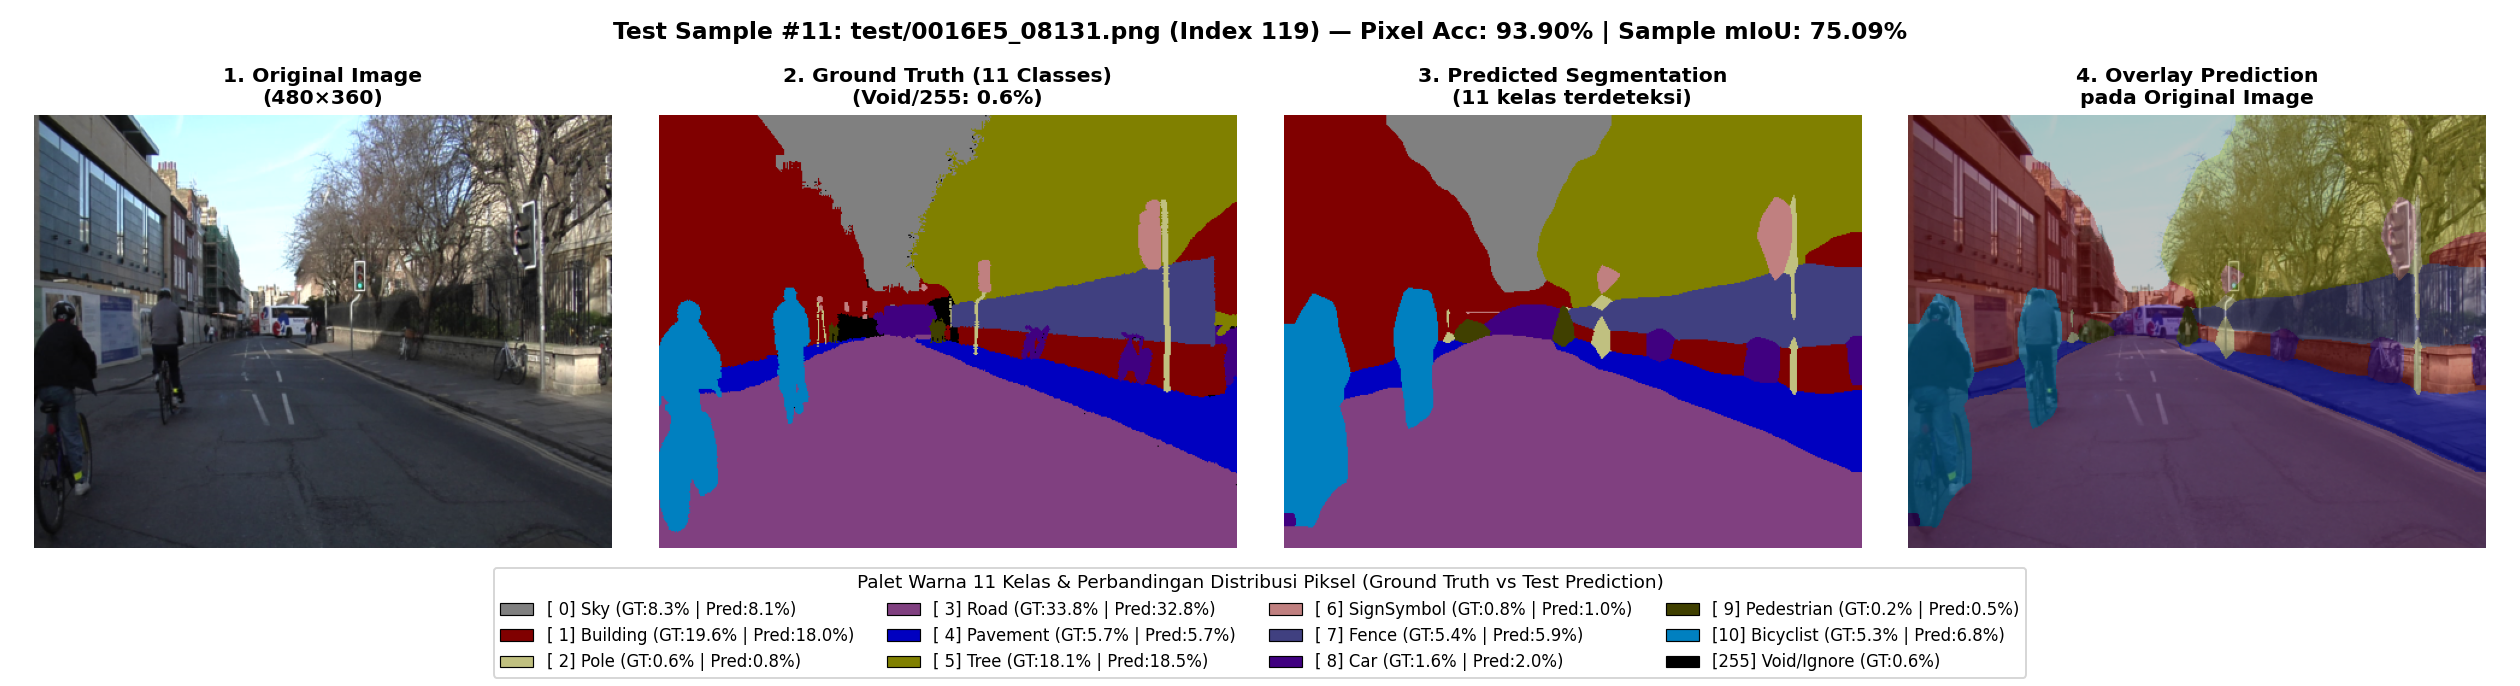 Test Sample #11: test/0016E5_08131.png (Index 119) — Pixel Acc: 93.90% | Sample mIoU: 75.09%
1. Original Image
(480×360)
2. Ground Truth (11 Classes)
(Void/255: 0.6%)
3. Predicted Segmentation
(11 kelas terdeteksi)
4. Overlay Prediction
pada Original Image
Palet Warna 11 Kelas & Perbandingan Distribusi Piksel (Ground Truth vs Test Prediction)
[ 0] Sky (GT:8.3% | Pred:8.1%)
[ 1] Building (GT:19.6% | Pred:18.0%)
[ 2] Pole (GT:0.6% | Pred:0.8%)
[ 3] Road (GT:33.8% | Pred:32.8%)
[ 4] Pavement (GT:5.7% | Pred:5.7%)
[ 5] Tree (GT:18.1% | Pred:18.5%)
[ 6] SignSymbol (GT:0.8% | Pred:1.0%)
[ 7] Fence (GT:5.4% | Pred:5.9%)
[ 8] Car (GT:1.6% | Pred:2.0%)
[ 9] Pedestrian (GT:0.2% | Pred:0.5%)
[10] Bicyclist (GT:5.3% | Pred:6.8%)
[255] Void/Ignore (GT:0.6%)